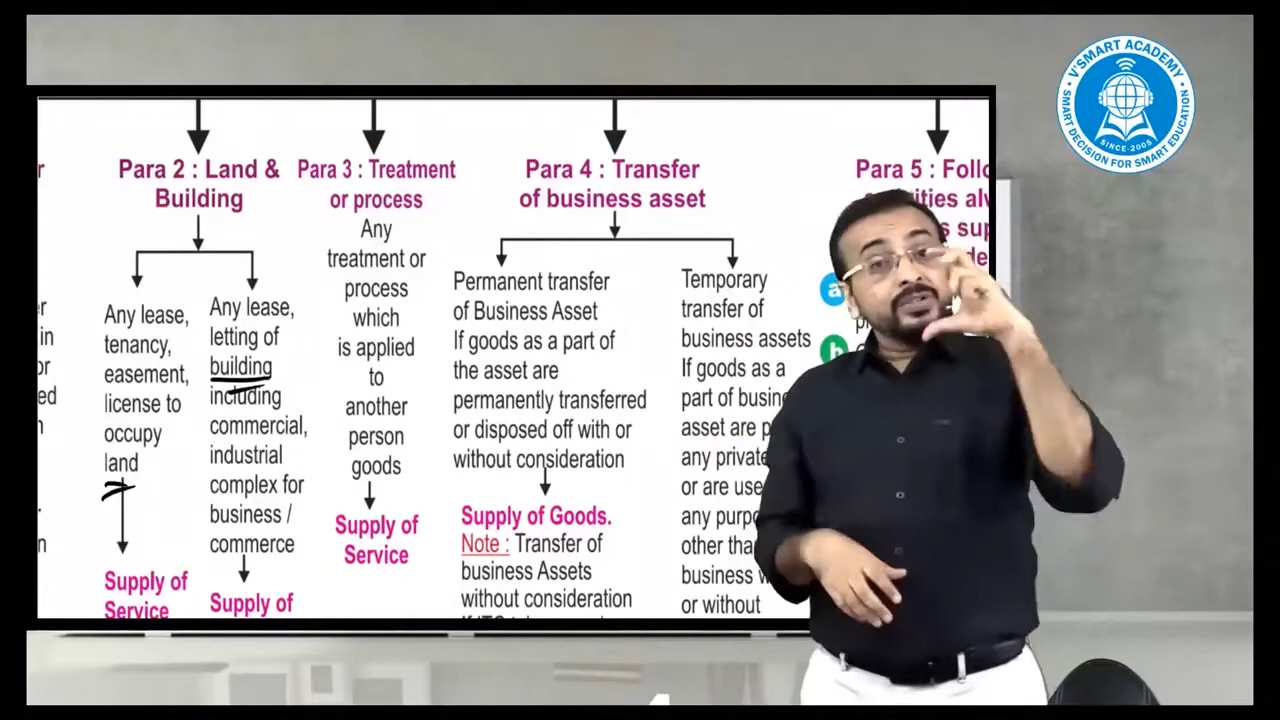 V'SMART ACADEMY
SMART DECISION FOR SMART EDUCATION
SINCE-2005
r
Para 2 : Land &
Building
Any lease,
tenancy,
easement,
license to
occupy
land
Supply of
Service
Any lease,
letting of
building
including
commercial,
industrial
complex for
business /
commerce
Supply of
Para 3 : Treatment
or process
Any
treatment or
process
which
is applied
to
another
person
goods
Supply of
Service
Para 4 : Transfer
of business asset
Permanent transfer
of Business Asset
If goods as a part of
the asset are
permanently transferred
or disposed off with or
without consideration
Supply of Goods.
Note : Transfer of
business Assets
without consideration
Temporary
transfer of
business assets
If goods as a
part of
asset are
any private
or are
any
other
business
or without
Para 5 :
a
b